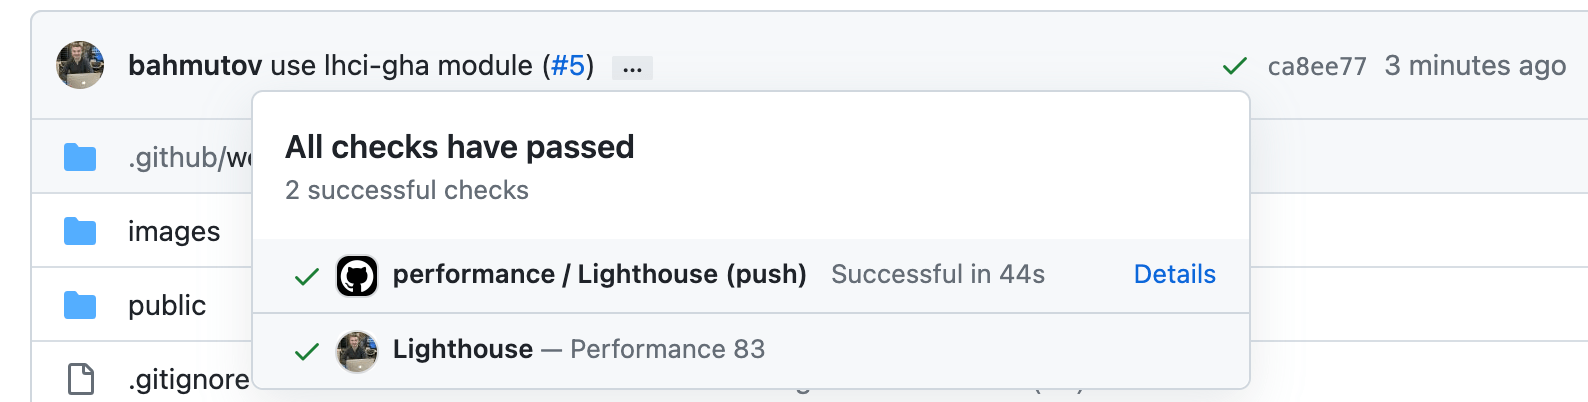 bahmutov use lhci-gha module (#5) ... ca8ee77 3 minutes ago
All checks have passed
.github/
2 successful checks
images
performance / Lighthouse (push) Successful in 44s Details
public
Lighthouse — Performance 83
.gitignore